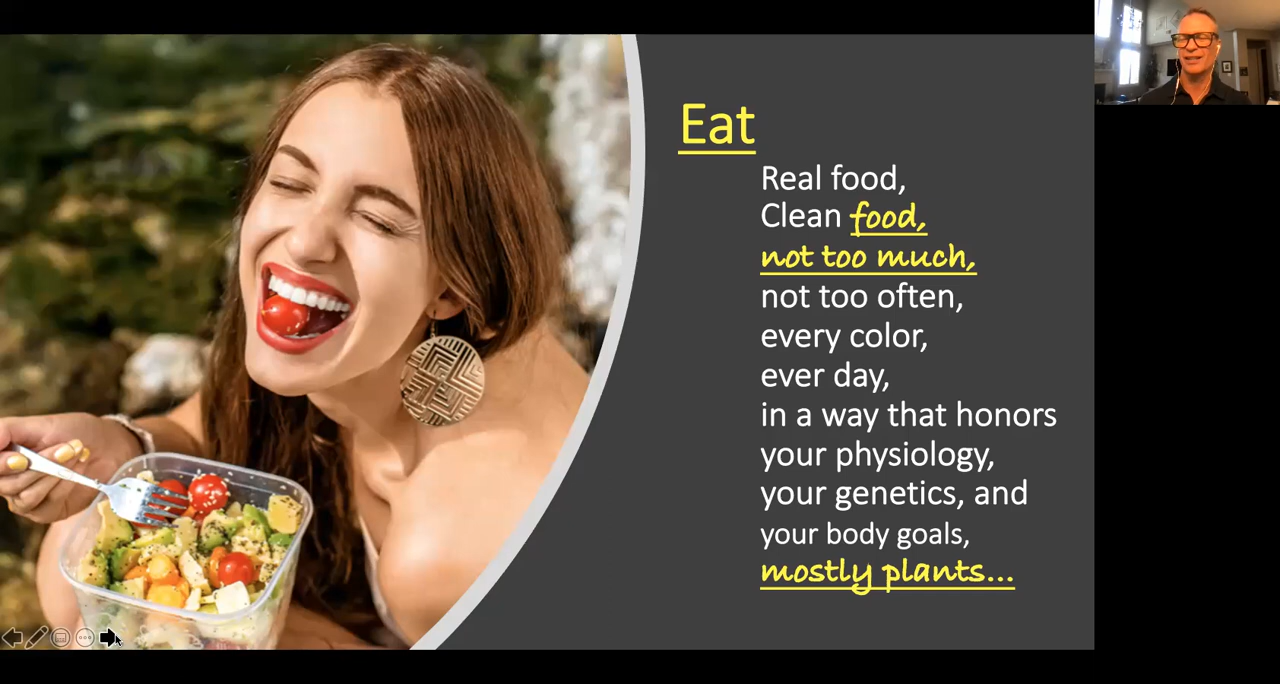 Eat
Real food,
Clean food,
not too much,
not too often,
every color,
ever day,
in a way that honors
your physiology,
your genetics, and
your body goals,
mostly plants...